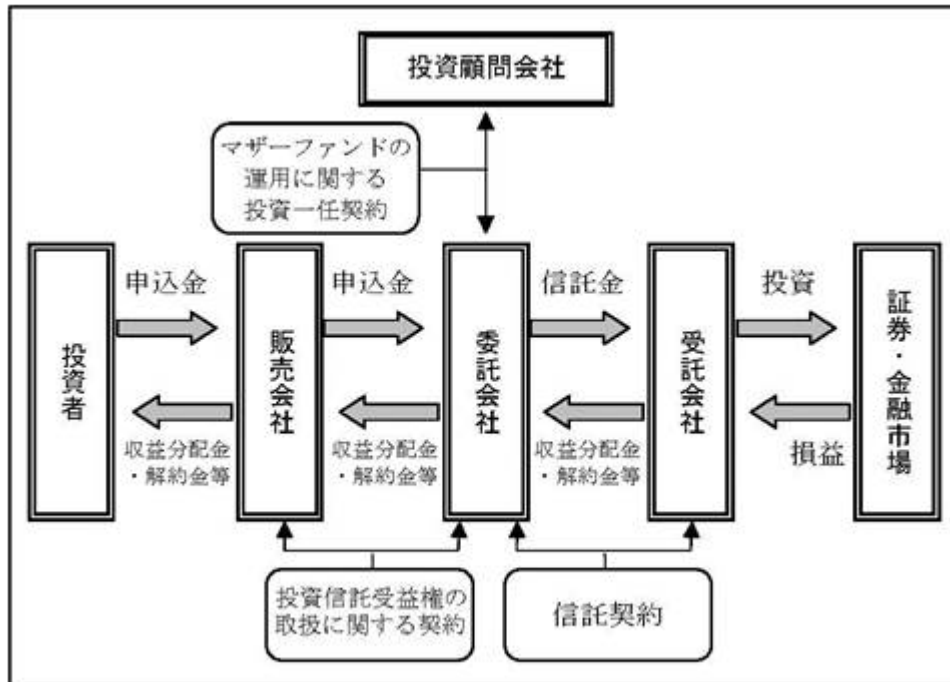 投資顧問会社
マザーファンドの
運用に関する
投資一任契約
投資者
申込金
収益分配金
・解約金等
販売会社
申込金
収益分配金
・解約金等
委託会社
信託金
収益分配金
・解約金等
受託会社
投資
損益
証券・金融市場
投資信託受益権の
取扱に関する契約
信託契約